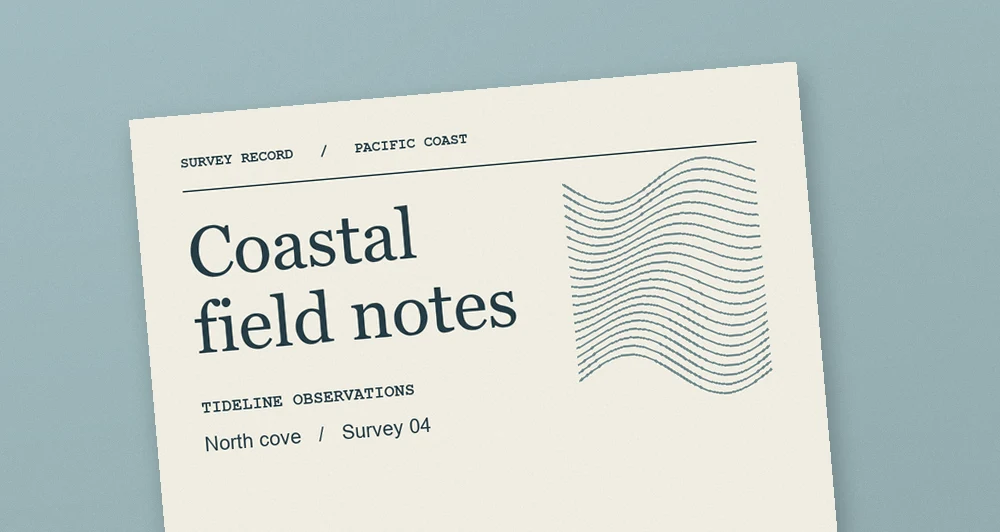 SURVEY RECORD / PACIFIC COAST
Coastal
field notes
TIDELINE OBSERVATIONS
North cove / Survey 04